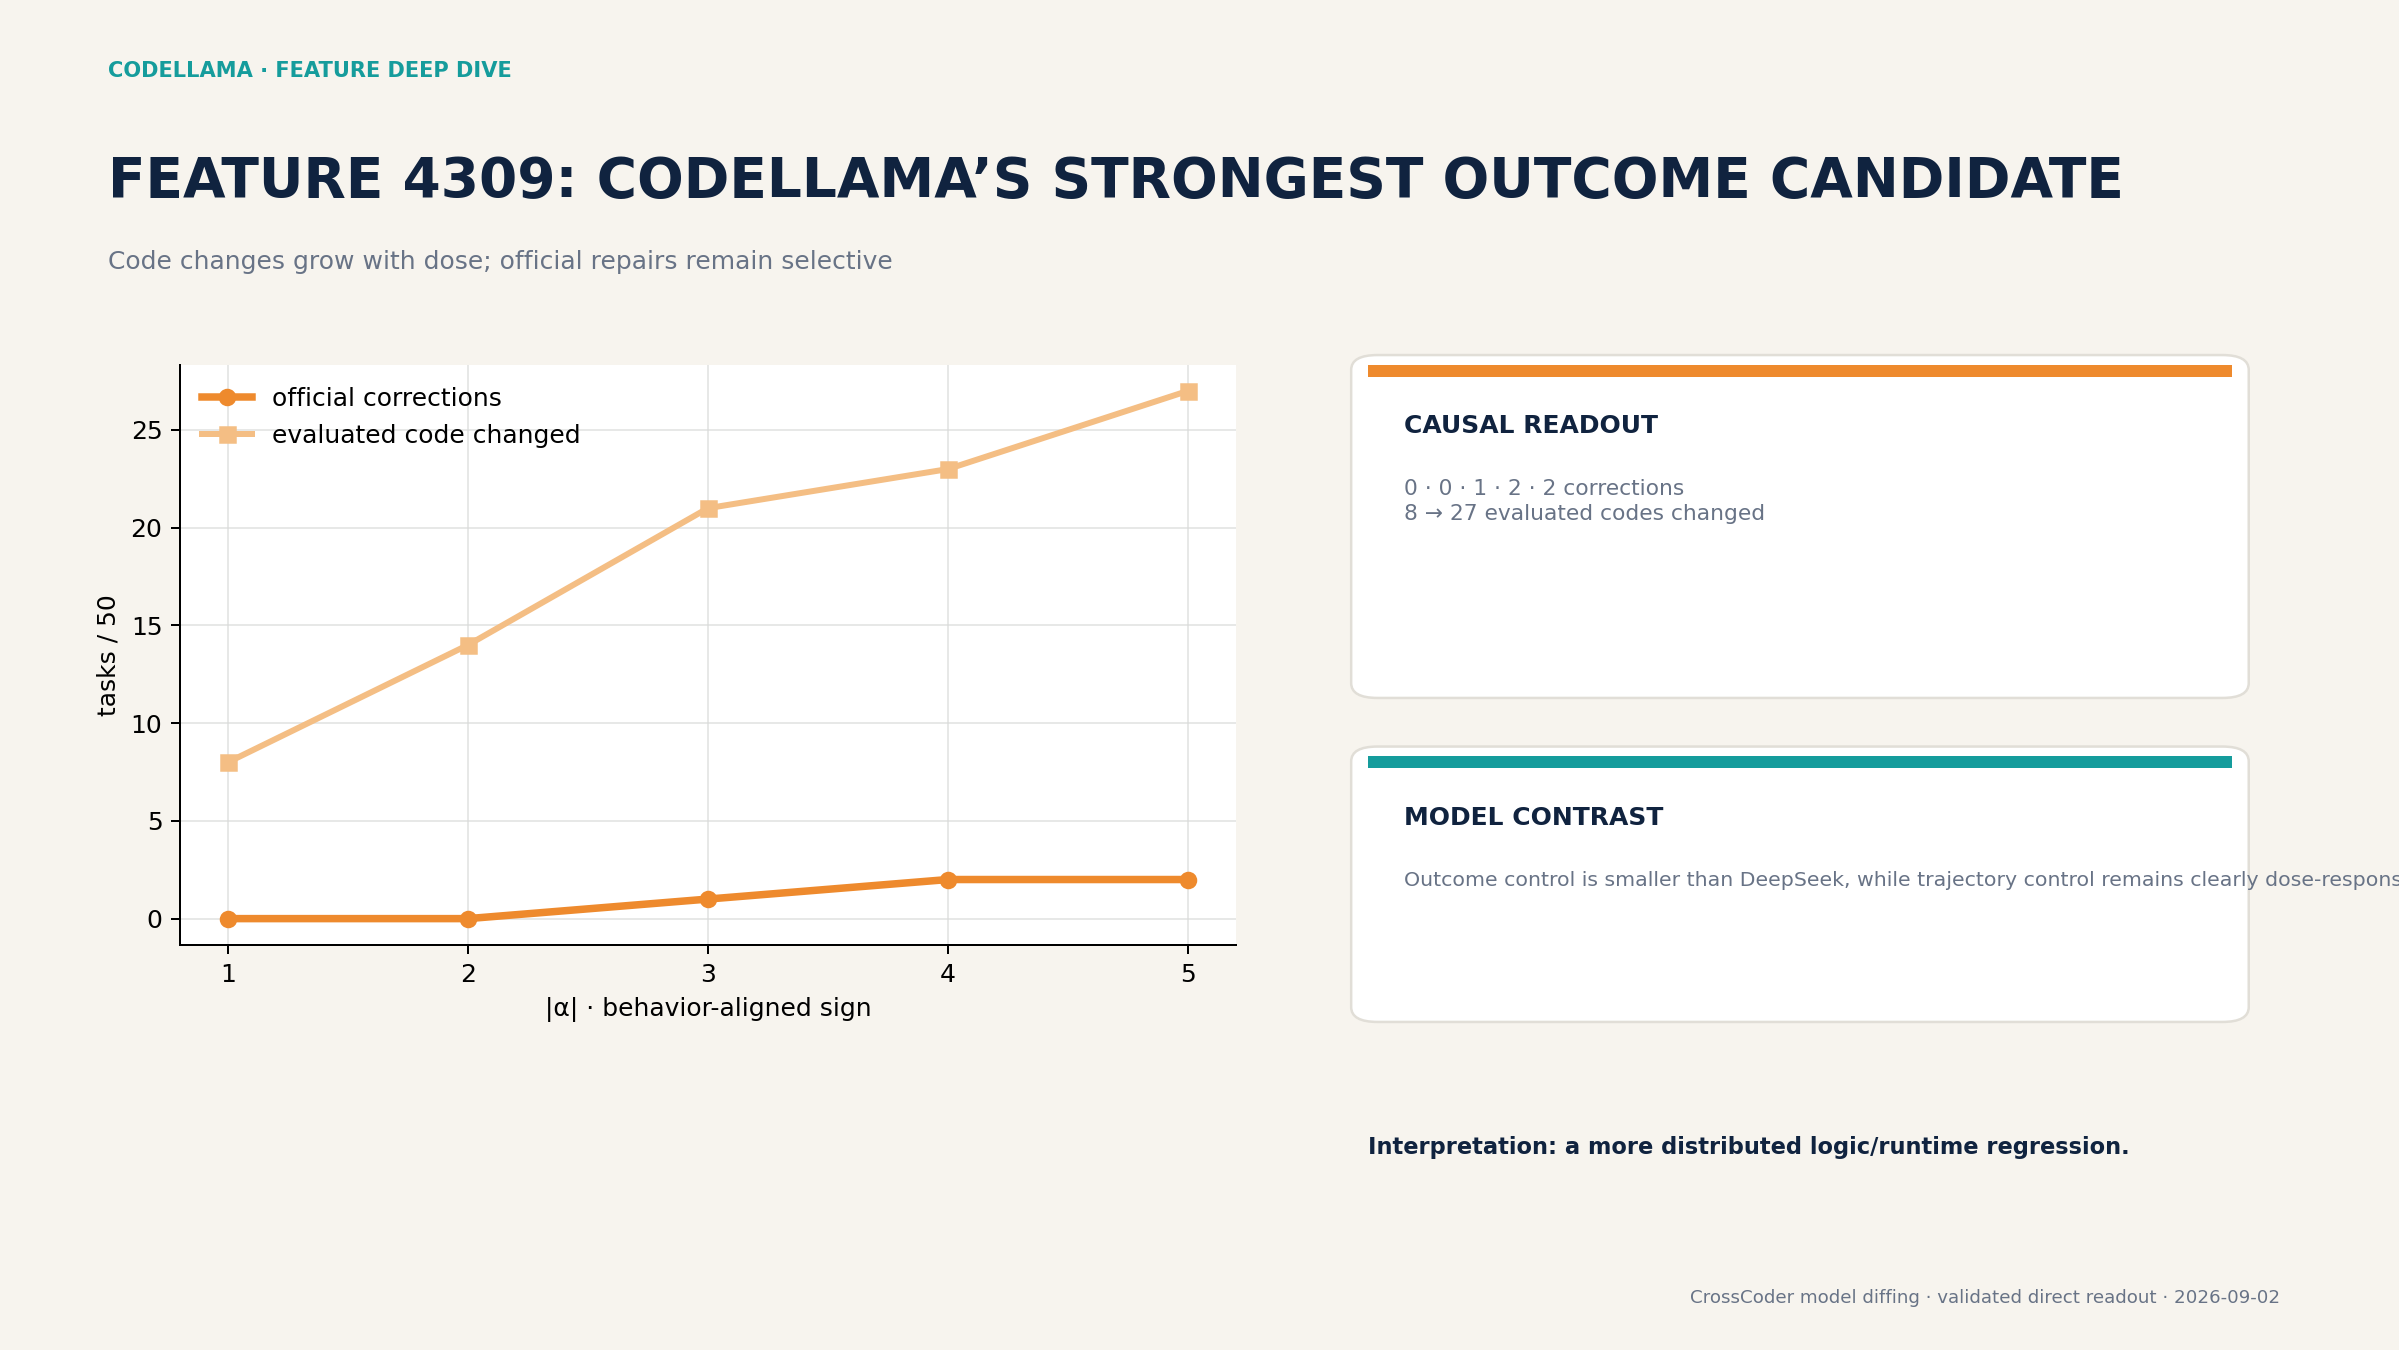 CODELLAMA · FEATURE DEEP DIVE
FEATURE 4309: CODELLAMA’S STRONGEST OUTCOME CANDIDATE
Code changes grow with dose; official repairs remain selective
official corrections
evaluated code changed
25
20
15
10
5
0
tasks / 50
1 2 3 4 5
|α| · behavior-aligned sign
CAUSAL READOUT
0 · 0 · 1 · 2 · 2 corrections
8 → 27 evaluated codes changed
MODEL CONTRAST
Outcome control is smaller than DeepSeek, while trajectory control remains clearly dose-respons
Interpretation: a more distributed logic/runtime regression.
CrossCoder model diffing · validated direct readout · 2026-09-02